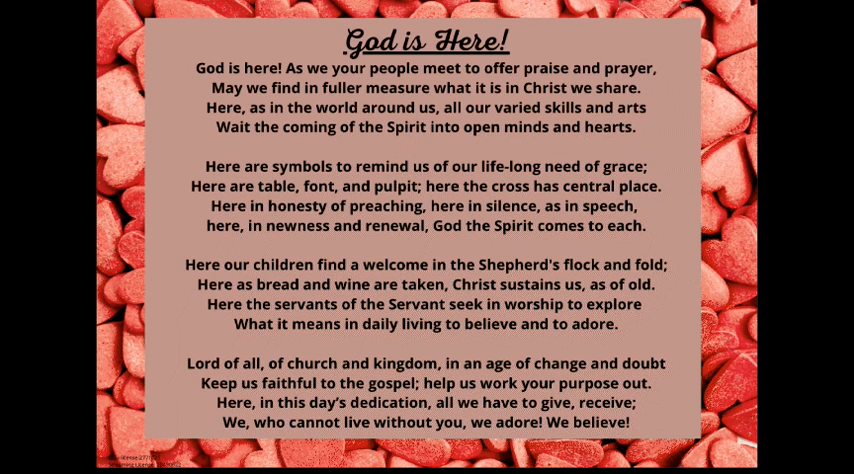 God is Here!
God is here! As we your people meet to offer praise and prayer,
May we find in fuller measure what it is in Christ we share.
Here, as in the world around us, all our varied skills and arts
Wait the coming of the Spirit into open minds and hearts.
Here are symbols to remind us of our life-long need of grace;
Here are table, font, and pulpit; here the cross has central place.
Here in honesty of preaching, here in silence, as in speech,
here, in newness and renewal, God the Spirit comes to each.
Here our children find a welcome in the Shepherd's flock and fold;
Here as bread and wine are taken, Christ sustains us, as of old.
Here the servants of the Servant seek in worship to explore
What it means in daily living to believe and to adore.
Lord of all, of church and kingdom, in an age of change and doubt
Keep us faithful to the gospel; help us work your purpose out.
Here, in this day’s dedication, all we have to give, receive;
We, who cannot live without you, we adore! We believe!